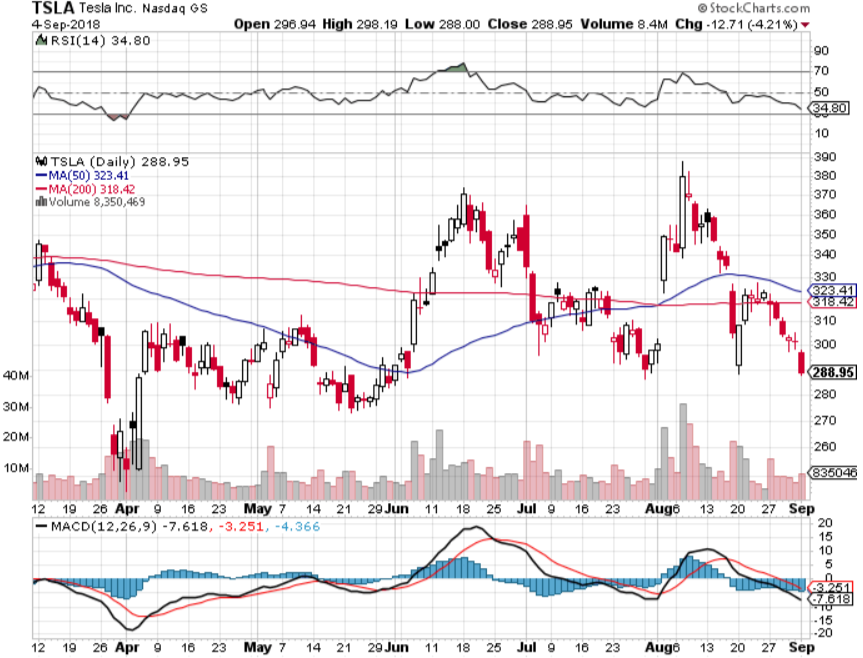 TSLA Tesla Inc. Nasdaq GS © StockCharts.com
4-Sep-2018 Open 296.94 High 298.19 Low 288.00 Close 288.95 Volume 8.4M Chg -12.71 (-4.21%)
RSI(14) 34.80
90
70
50
34.80
10
TSLA (Daily) 288.95
MA(50) 323.41
MA(200) 318.42
Volume 8,350,469
390
380
370
360
350
340
330
323.41
318.42
310
300
288.95
280
270
260
40M
30M
20M
10M
835046
12 19 26 Apr 9 16 23 May 7 14 21 29 Jun 11 18 25 Jul 9 16 23 Aug 6 13 20 27 Sep
MACD(12,26,9) -7.618, -3.251, -4.366
20
15
10
5
0
-3.251
-7.618
-15
-20
12 19 26 Apr 9 16 23 May 7 14 21 29 Jun 11 18 25 Jul 9 16 23 Aug 6 13 20 27 Sep